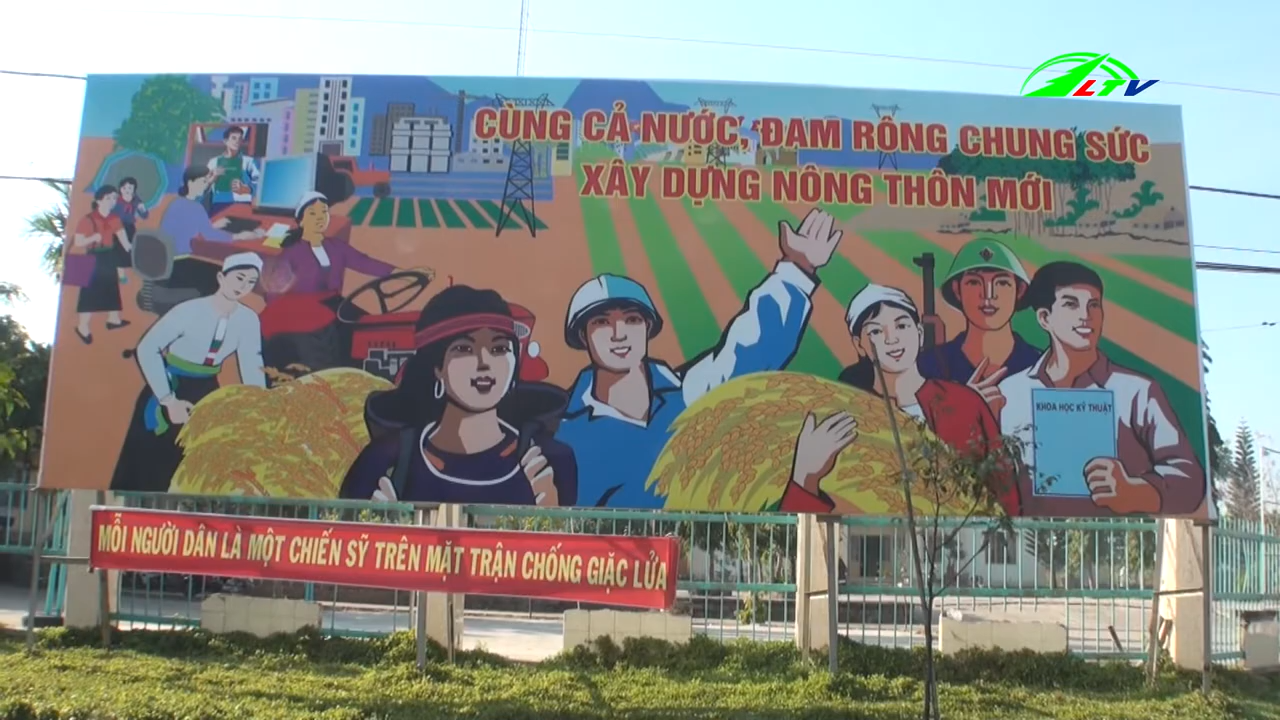 LTV
CÙNG CẢ NƯỚC, ĐAM RÔNG CHUNG SỨC
XÂY DỰNG NÔNG THÔN MỚI
KHOA HỌC KỸ THUẬT
MỖI NGƯỜI DÂN LÀ MỘT CHIẾN SỸ TRÊN MẶT TRẬN CHỐNG GIẶC LỬA